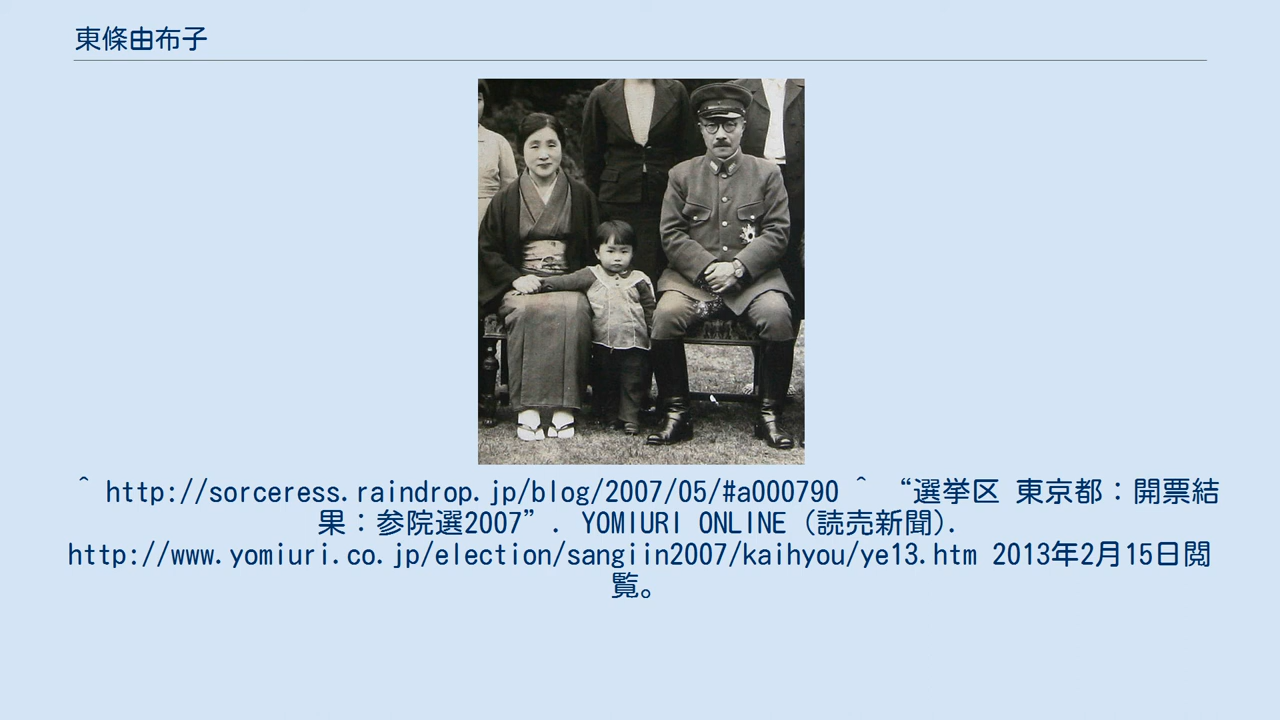 東條由布子
^ http://sorceress.raindrop.jp/blog/2007/05/#a000790 ^ “選挙区 東京都：開票結
果：参院選2007”. YOMIURI ONLINE (読売新聞).
http://www.yomiuri.co.jp/election/sangiin2007/kaihyou/ye13.htm 2013年2月15日閲
覧。